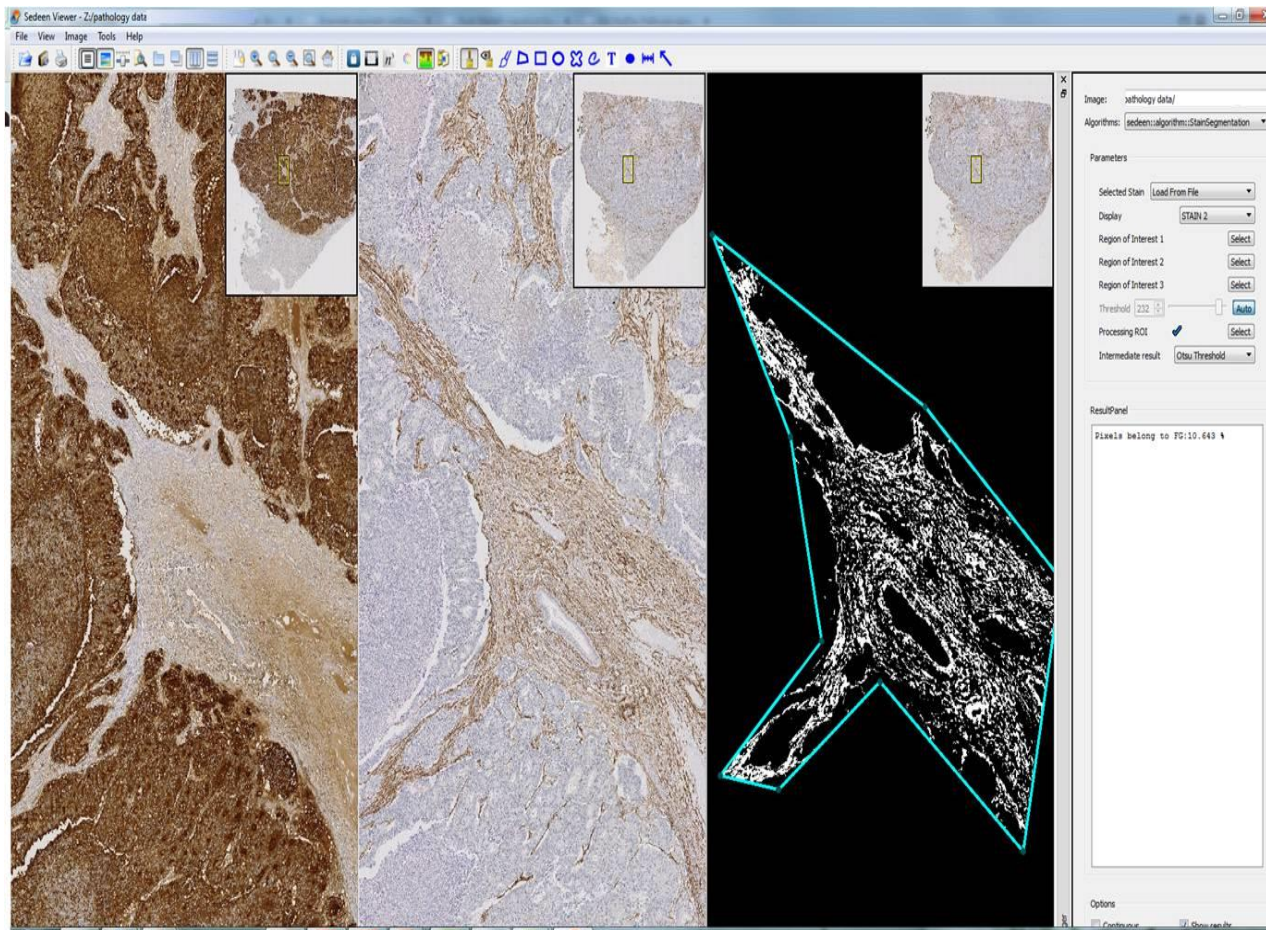 Sedeen Viewer - Z:/pathology data
File View Image Tools Help
T
Image: pathology data/
Algorithms: sedeen::algorithm::StainSegmentation
Parameters
Selected Stain Load From File
Display STAIN 2
Region of Interest 1 Select
Region of Interest 2 Select
Region of Interest 3 Select
Threshold 232 Auto
Processing ROI Select
Intermediate result Otsu Threshold
ResultPanel
Pixels belong to FG:10.643 %
Options
Continuous Show results